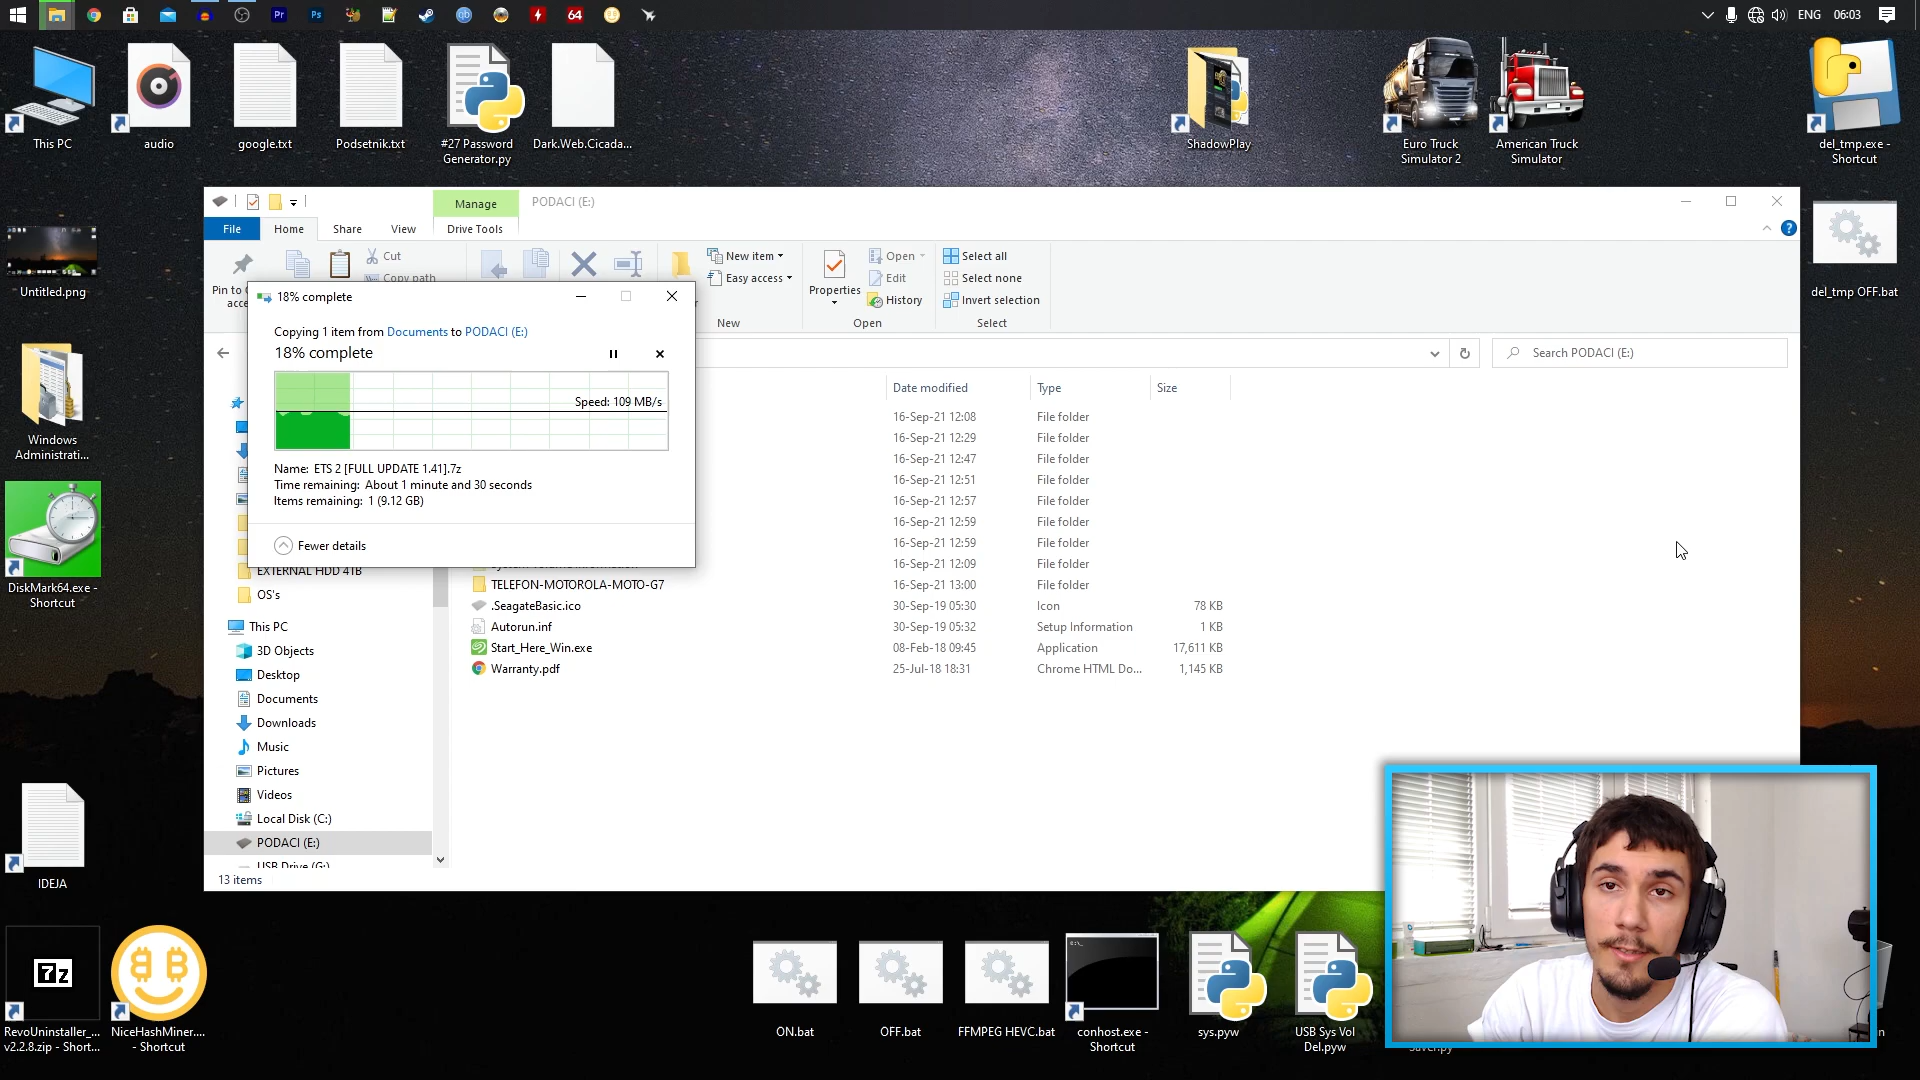 64
ENG
06:03
This PC
audio
google.txt
Podsetnik.txt
#27 Password
Generator.py
Dark.Web.Cicada...
ShadowPlay
Euro Truck
Simulator 2
American Truck
Simulator
del_tmp.exe -
Shortcut
Manage
PODACI (E:)
File
Home
Share
View
Drive Tools
Cut
Copy path
New item
Easy access
Properties
Open
Edit
History
Select all
Select none
Invert selection
New
Open
Select
Untitled.png
del_tmp OFF.bat
18% complete
Copying 1 item from Documents to PODACI (E:)
18% complete
Speed: 109 MB/s
Name: ETS 2 [FULL UPDATE 1.41].7z
Time remaining: About 1 minute and 30 seconds
Items remaining: 1 (9.12 GB)
Fewer details
Search PODACI (E:)
Date modified
Type
Size
16-Sep-21 12:08
File folder
16-Sep-21 12:29
File folder
16-Sep-21 12:47
File folder
16-Sep-21 12:51
File folder
16-Sep-21 12:57
File folder
16-Sep-21 12:59
File folder
16-Sep-21 12:59
File folder
16-Sep-21 12:09
File folder
TELEFON-MOTOROLA-MOTO-G7
16-Sep-21 13:00
File folder
.SeagateBasic.ico
30-Sep-19 05:30
Icon
78 KB
Autorun.inf
30-Sep-19 05:32
Setup Information
1 KB
Start_Here_Win.exe
08-Feb-18 09:45
Application
17,611 KB
Warranty.pdf
25-Jul-18 18:31
Chrome HTML Do...
1,145 KB
EXTERNAL HDD 4TB
OS's
This PC
3D Objects
Desktop
Documents
Downloads
Music
Pictures
Videos
Local Disk (C:)
PODACI (E:)
USB Drive (G:)
13 items
Windows
Administrati...
DiskMark64.exe -
Shortcut
IDEJA
7z
RevoUninstaller_...
v2.2.8.zip - Short...
NiceHashMiner....
- Shortcut
ON.bat
OFF.bat
FFMPEG HEVC.bat
conhost.exe -
Shortcut
sys.pyw
USB Sys Vol
Del.pyw